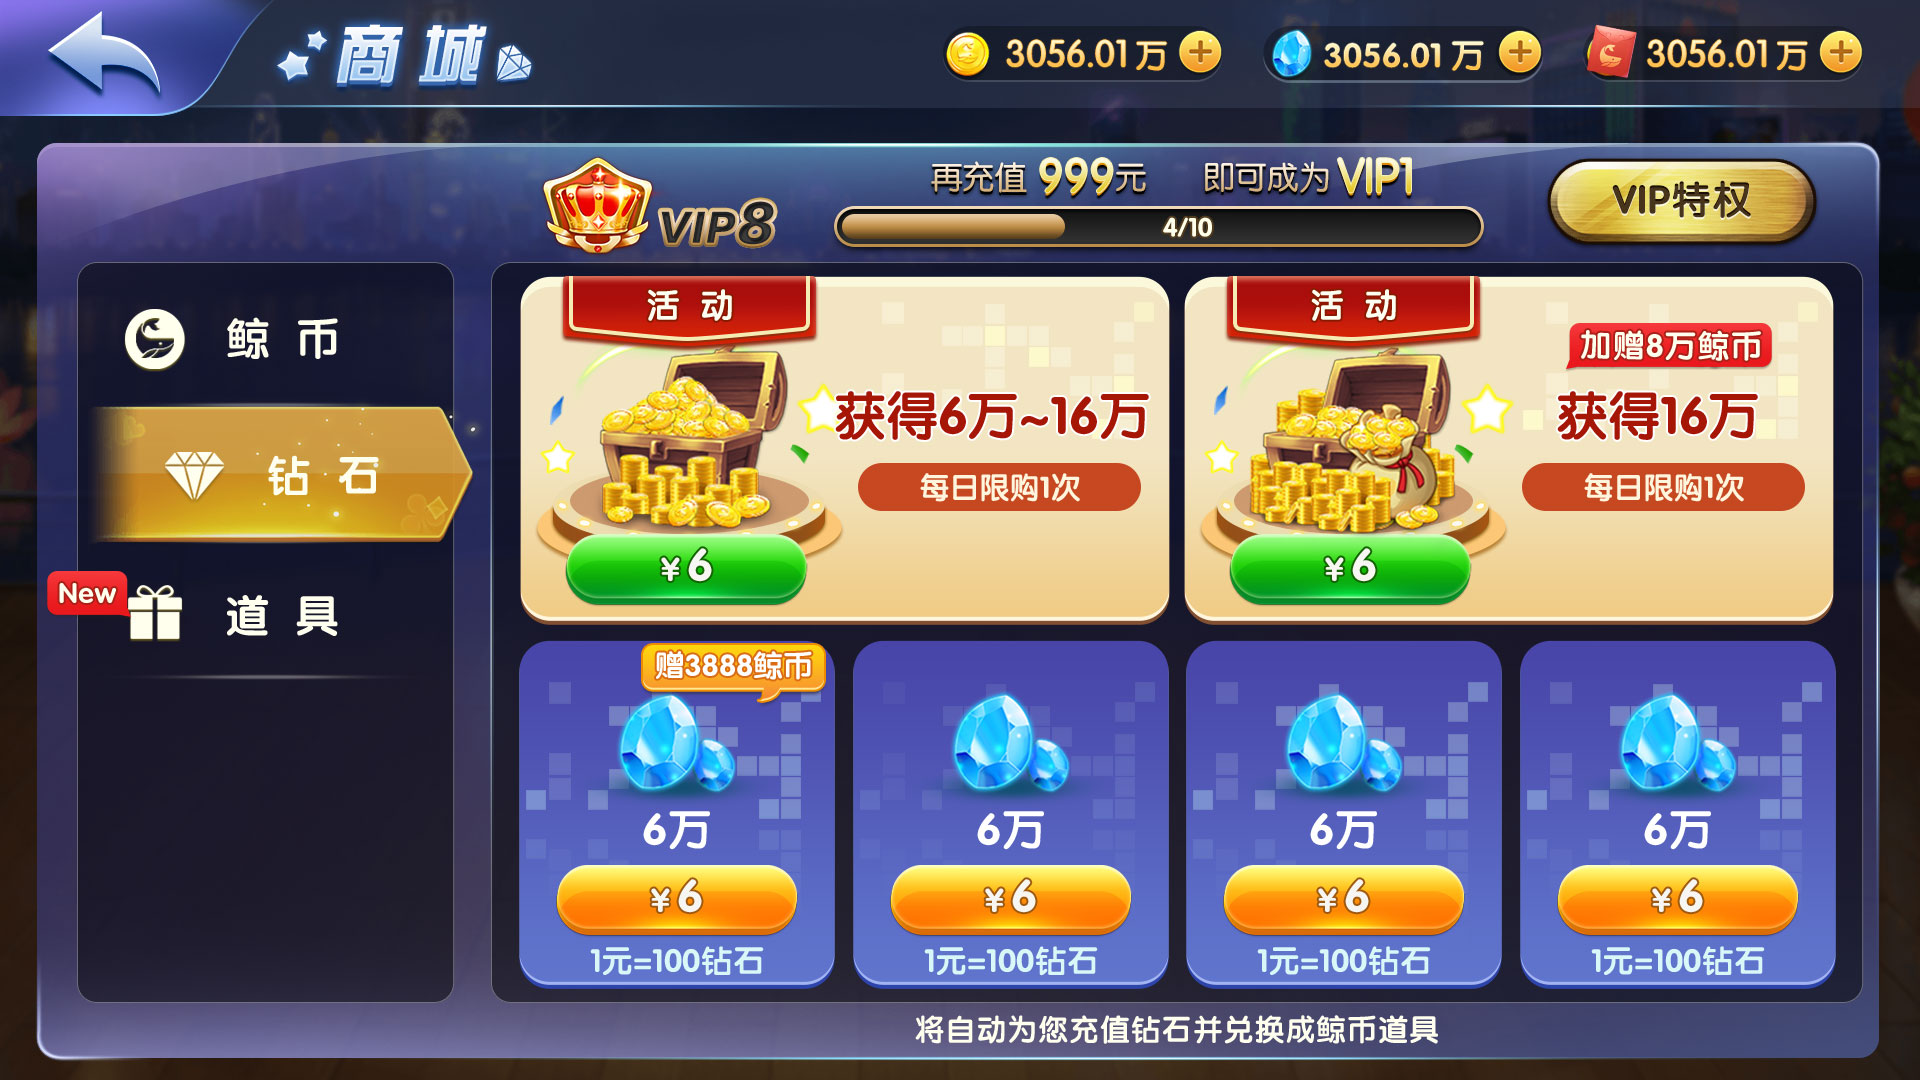 商城
3056.01万
3056.01万
3056.01万
VIP8
再充值 999元 即可成为 VIP1
4/10
VIP特权
鲸币
钻石
New
道具
活动
获得6万~16万
每日限购1次
¥6
活动
加赠8万鲸币
获得16万
每日限购1次
¥6
赠3888鲸币
6万
¥6
1元=100钻石
6万
¥6
1元=100钻石
6万
¥6
1元=100钻石
6万
¥6
1元=100钻石
将自动为您充值钻石并兑换成鲸币道具